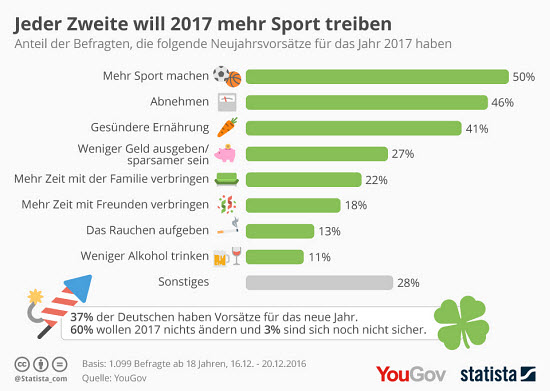 Jeder Zweite will 2017 mehr Sport treiben
Anteil der Befragten, die folgende Neujahrsvorsätze für das Jahr 2017 haben
Mehr Sport machen 50%
Abnehmen 46%
Gesündere Ernährung 41%
Weniger Geld ausgeben/
sparsamer sein 27%
Mehr Zeit mit der Familie verbringen 22%
Mehr Zeit mit Freunden verbringen 18%
Das Rauchen aufgeben 13%
Weniger Alkohol trinken 11%
Sonstiges 28%
37% der Deutschen haben Vorsätze für das neue Jahr.
60% wollen 2017 nichts ändern und 3% sind sich noch nicht sicher.
Basis: 1.099 Befragte ab 18 Jahren, 16.12. - 20.12.2016
@Statista_com Quelle: YouGov
YouGov statista